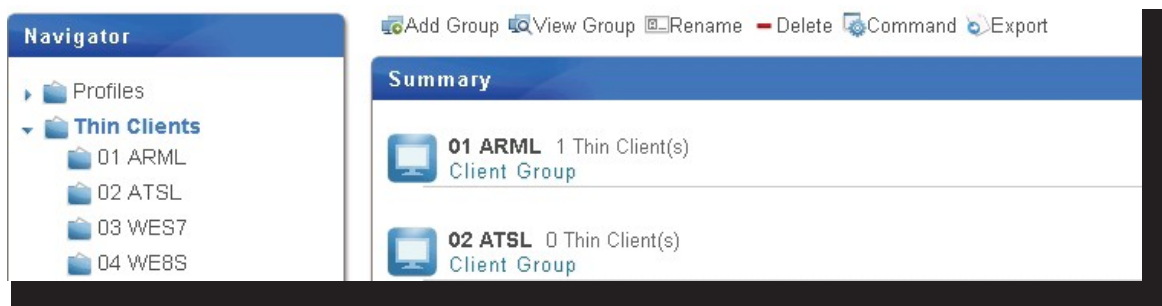 Navigator
Profiles
Thin Clients
01 ARML
02 ATSL
03 WES7
04 WE8S
Add Group View Group Rename Delete Command Export
Summary
01 ARML 1 Thin Client(s)
Client Group
02 ATSL 0 Thin Client(s)
Client Group